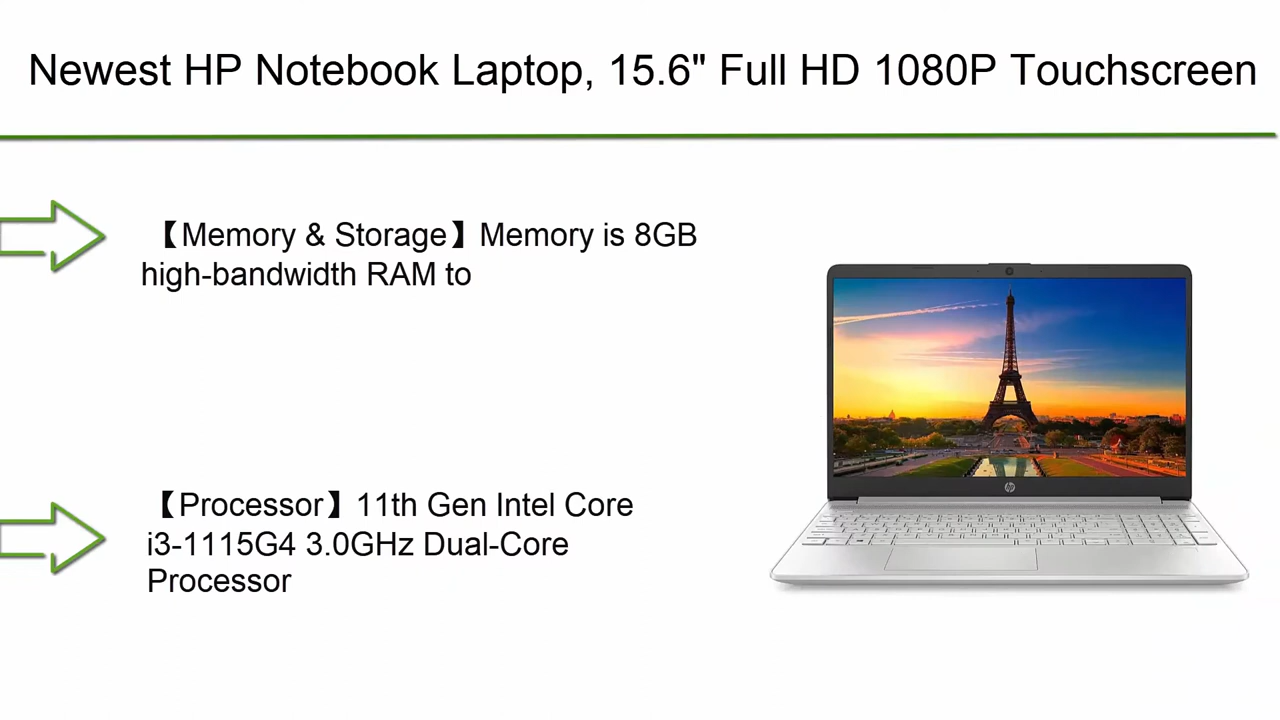 Newest HP Notebook Laptop, 15.6" Full HD 1080P Touchscreen
【Memory & Storage】Memory is 8GB
high-bandwidth RAM to
【Processor】11th Gen Intel Core
i3-1115G4 3.0GHz Dual-Core
Processor
hp